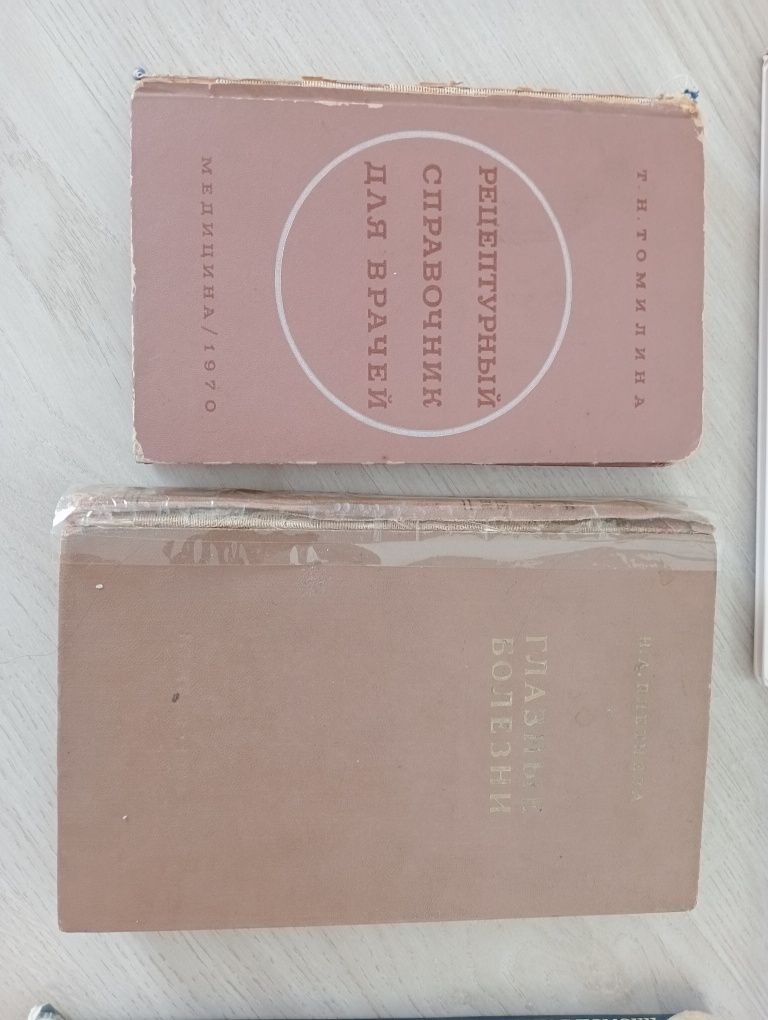 Т. Н. ТОМИЛИНА
РЕЦЕПТУРНЫЙ
СПРАВОЧНИК
ДЛЯ ВРАЧЕЙ
МЕДИЦИНА/1970
ГЛАЗНЫЕ
БОЛЕЗНИ